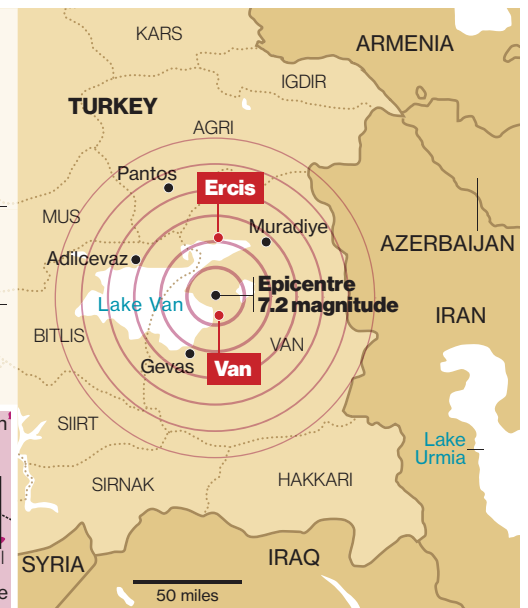 KARS
ARMENIA
IGDIR
TURKEY
AGRI
Pantos
Ercis
MUS
Muradiye
AZERBAIJAN
Adilcevaz
Epicentre
7.2 magnitude
Lake Van
IRAN
BITLIS
VAN
Gevas
Van
SIIRT
Lake
Urmia
SIRNAK
HAKKARI
IRAQ
SYRIA
50 miles